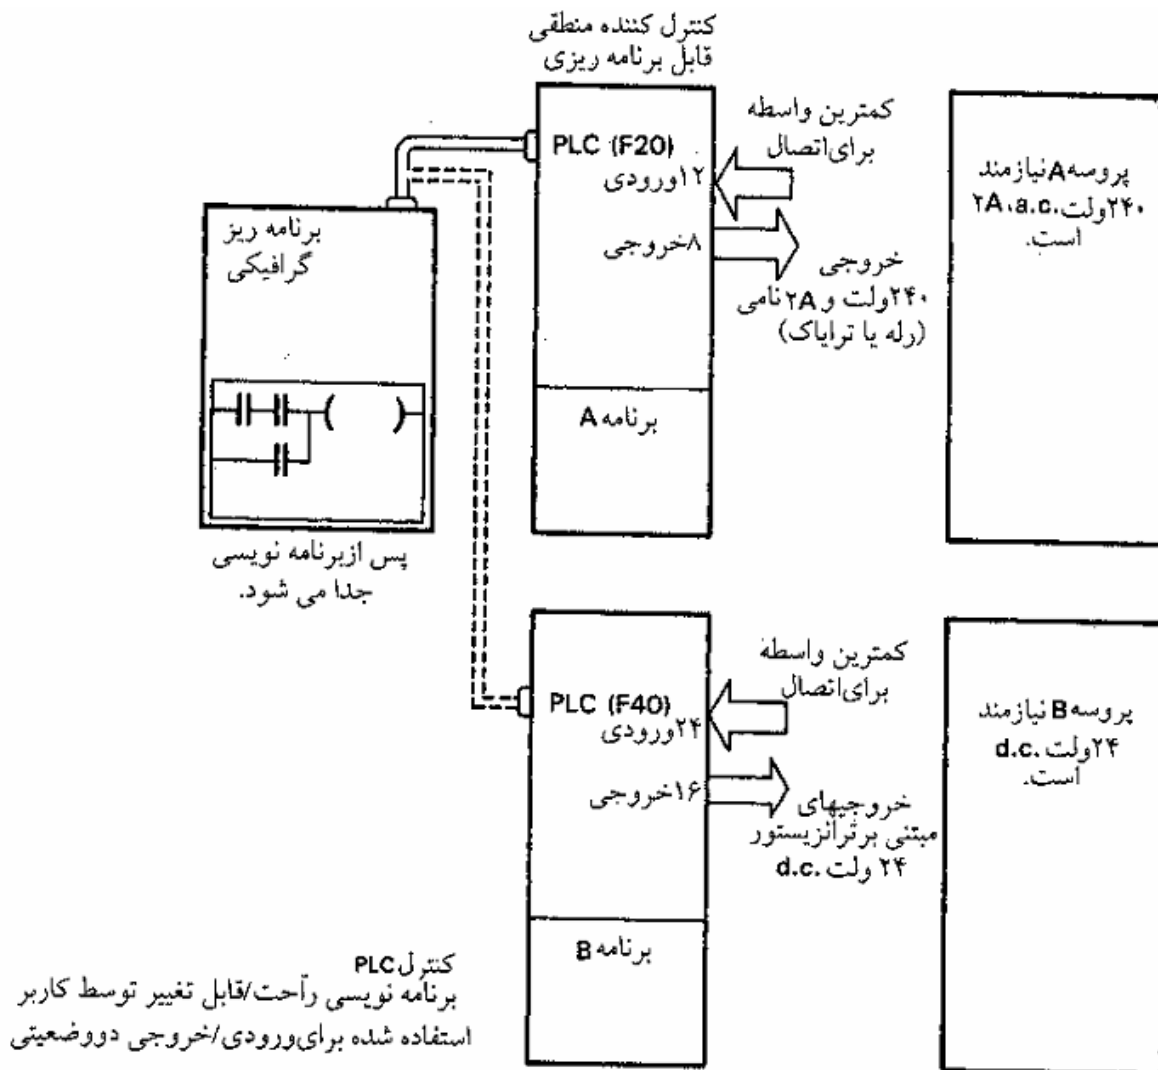 کنترل کننده منطقی
قابل برنامه ریزی
PLC (F20)
۱۲ورودی
۸خروجی
برنامه A
کمترین واسطه
برای‌اتصال
خروجی
۲۴۰ولت و ۲A نامی
(رله یا ترایاک)
پروسه A نیازمند
۲۴۰ولت.a.c،۲A
است.
برنامه ریز
گرافیکی
پس ازبرنامه نویسی
جدا می شود.
PLC (F40)
۲۴ورودی
۱۶خروجی
برنامه B
کمترین واسطه
برای‌اتصال
خروجیهای
مبتنی برثرانزیستور
۲۴ ولت .d.c
پروسه B نیازمند
۲۴ولت .d.c
است.
کنترل PLC
برنامه نویسی رآحت/قابل تغییر توسط کاربر
استفاده شده برای‌ورودی/خروجی دووضعیتی